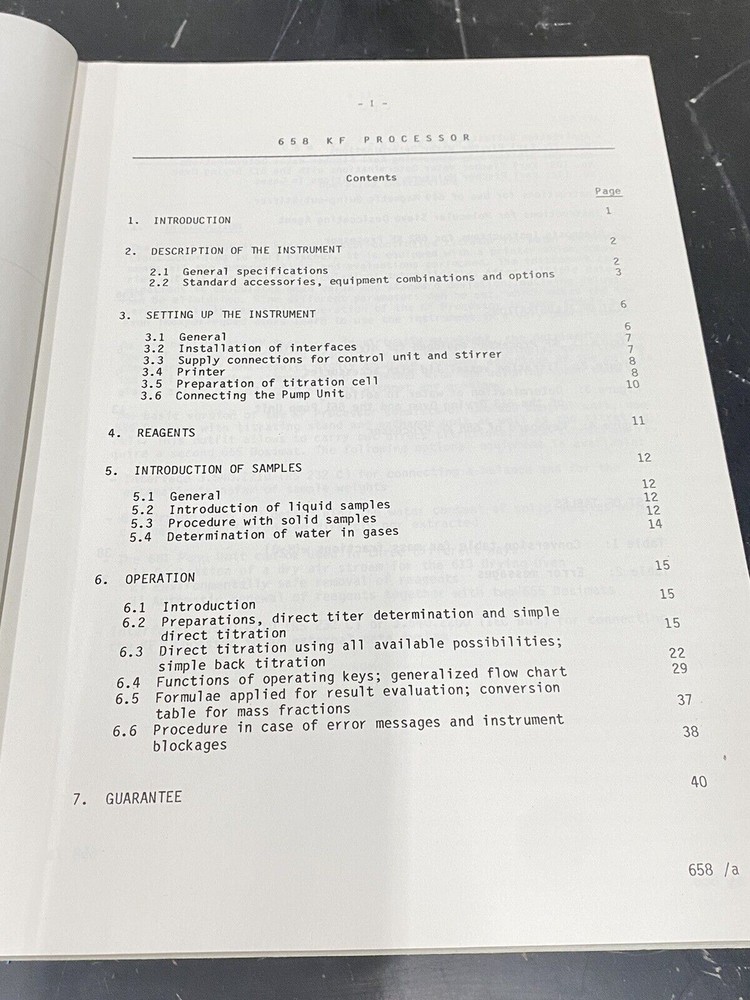 - 1 -
658 KF PROCESSOR
Contents
Page
1. INTRODUCTION 1
2. DESCRIPTION OF THE INSTRUMENT 2
2.1 General specifications 2
2.2 Standard accessories, equipment combinations and options 3
3. SETTING UP THE INSTRUMENT 6
3.1 General 6
3.2 Installation of interfaces 7
3.3 Supply connections for control unit and stirrer 7
3.4 Printer 8
3.5 Preparation of titration cell 8
3.6 Connecting the Pump Unit 10
4. REAGENTS 11
5. INTRODUCTION OF SAMPLES 12
5.1 General 12
5.2 Introduction of liquid samples 12
5.3 Procedure with solid samples 12
5.4 Determination of water in gases 14
6. OPERATION 15
6.1 Introduction 15
6.2 Preparations, direct titer determination and simple
direct titration 15
6.3 Direct titration using all available possibilities;
simple back titration 22
6.4 Functions of operating keys; generalized flow chart 29
6.5 Formulae applied for result evaluation; conversion
table for mass fractions 37
6.6 Procedure in case of error messages and instrument
blockages 38
7. GUARANTEE 40
658 /a